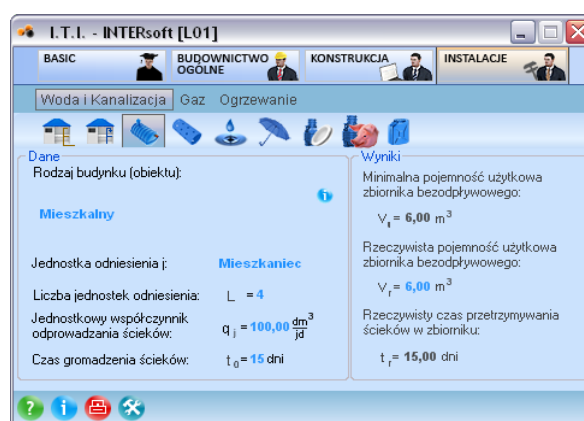 I.T.I. - INTERsoft [L01]
BASIC
BUDOWNICTWO
OGÓLNE
KONSTRUKCJA
INSTALACJE
Woda i Kanalizacja Gaz Ogrzewanie
Dane
Rodzaj budynku (obiektu):
Mieszkalny
Jednostka odniesienia j: Mieszkaniec
Liczba jednostek odniesienia: L = 4
Jednostkowy współczynnik
odprowadzania ścieków: q j = 100,00 dm³/jd
Czas gromadzenia ścieków: t 0 = 15 dni
Wyniki
Minimalna pojemność użytkowa
zbiornika bezodpływowego:
V ι = 6,00 m³
Rzeczywista pojemność użytkowa
zbiornika bezodpływowego:
V r = 6,00 m³
Rzeczywisty czas przetrzymywania
ścieków w zbiorniku:
t r = 15,00 dni